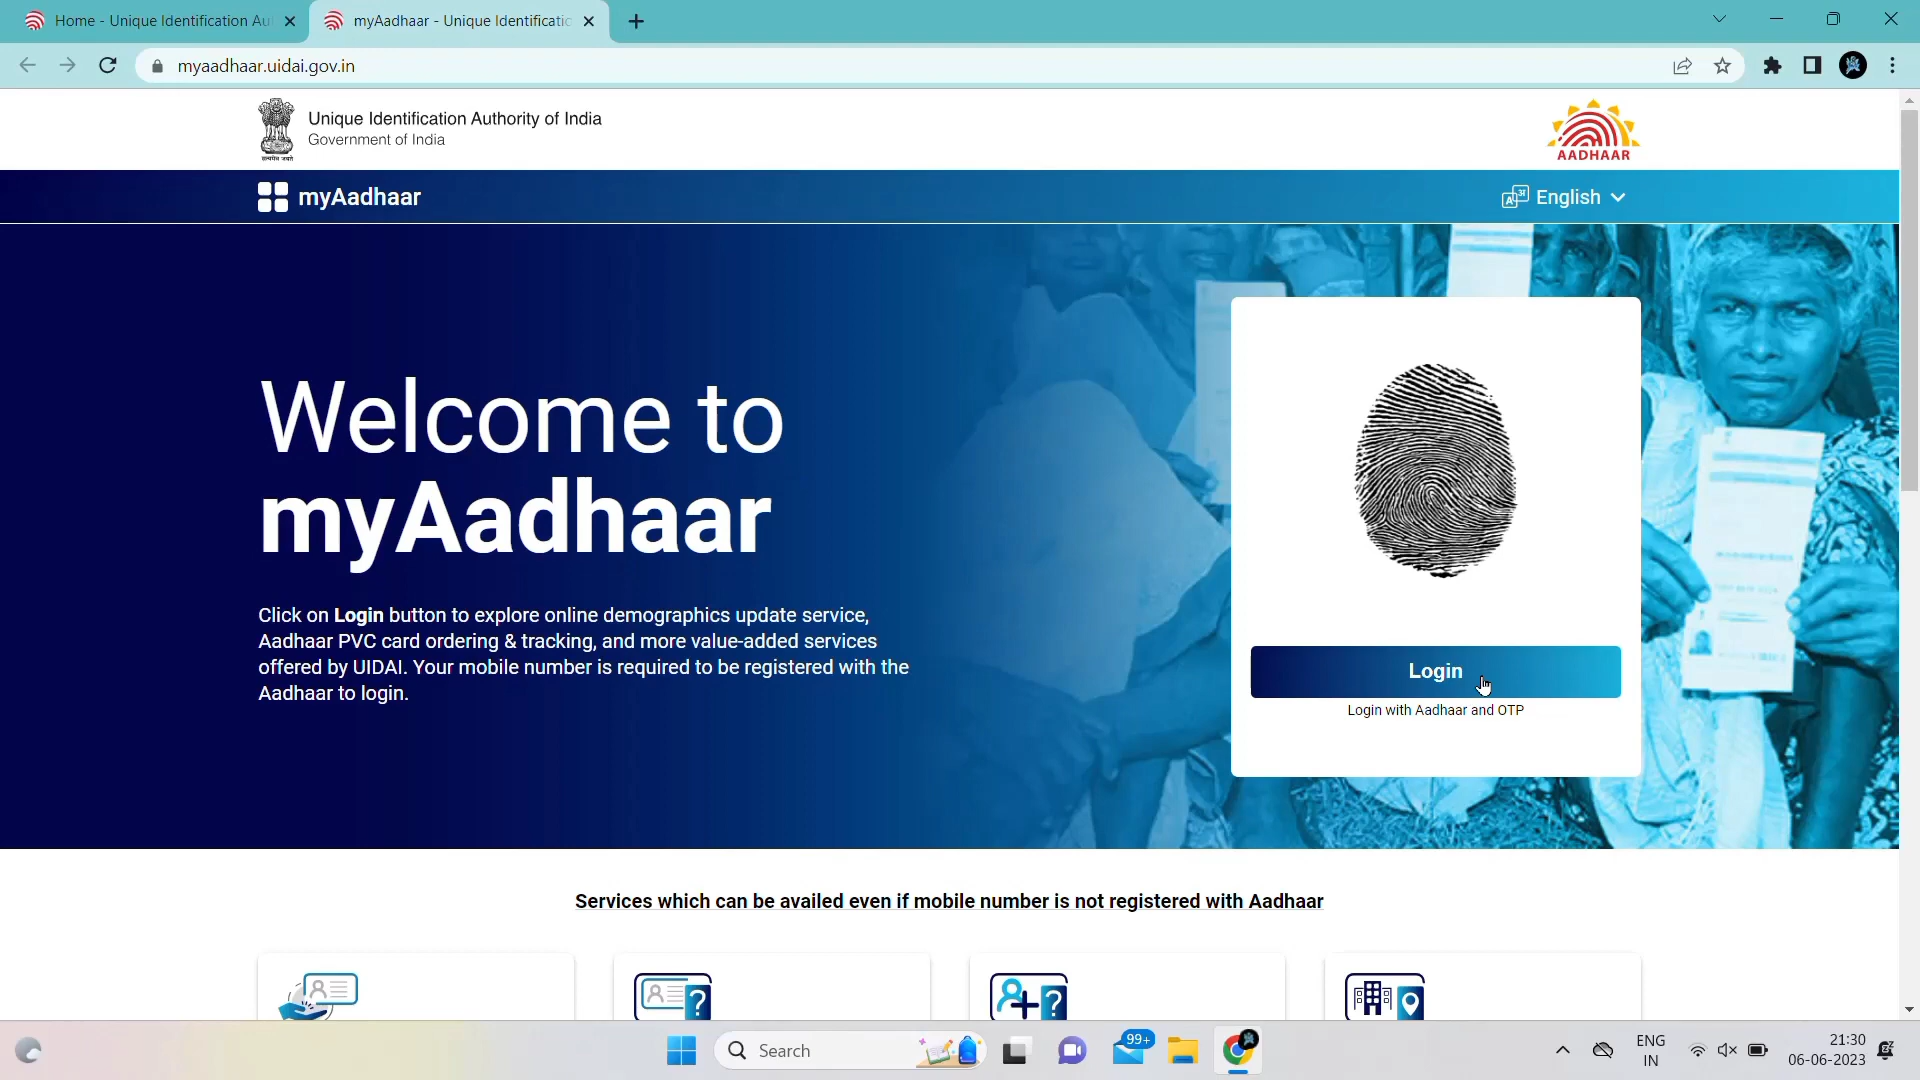 Home - Unique Identification Au
myAadhaar - Unique Identificatic
myaadhaar.uidai.gov.in
सत्यमेव जयते
Unique Identification Authority of India
Government of India
AADHAAR
myAadhaar
English
Welcome to
myAadhaar
Click on Login button to explore online demographics update service,
Aadhaar PVC card ordering & tracking, and more value-added services
offered by UIDAI. Your mobile number is required to be registered with the
Aadhaar to login.
Login
Login with Aadhaar and OTP
Services which can be availed even if mobile number is not registered with Aadhaar
Search
99+
ENG
IN
21:30
06-06-2023